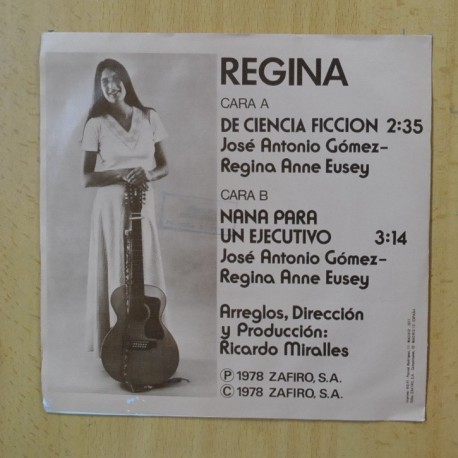 REGINA
CARA A
DE CIENCIA FICCION 2:35
José Antonio Gómez-
Regina Anne Eusey
CARA B
NANA PARA
UN EJECUTIVO 3:14
José Antonio Gómez-
Regina Anne Eusey
Arreglos, Dirección
y Producción:
Ricardo Miralles
Ⓟ 1978 ZAFIRO, S.A.
© 1978 ZAFIRO, S.A.